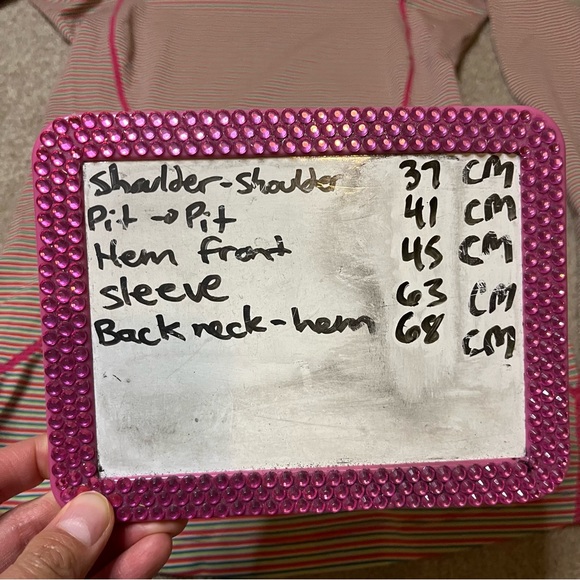 Shoulder-Shoulder 37 CM
Pit → Pit 41 CM
Hem front 45 CM
Sleeve 63 CM
Back neck-hem 68 CM